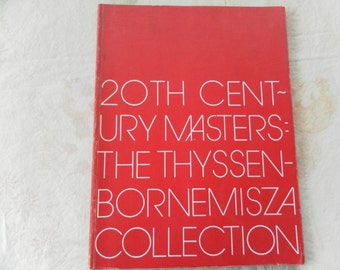 20TH CENT~
URY MASTERS:
THE THYSSEN-
BORNEMISZA
COLLECTION